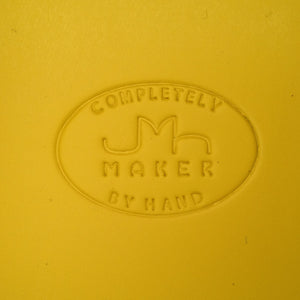 COMPLETELY
JMh
MAKER
BY HAND